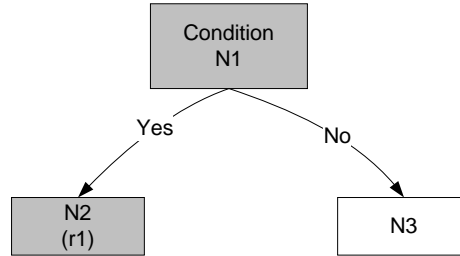 Condition
N1
Yes
No
N2
(r1)
N3